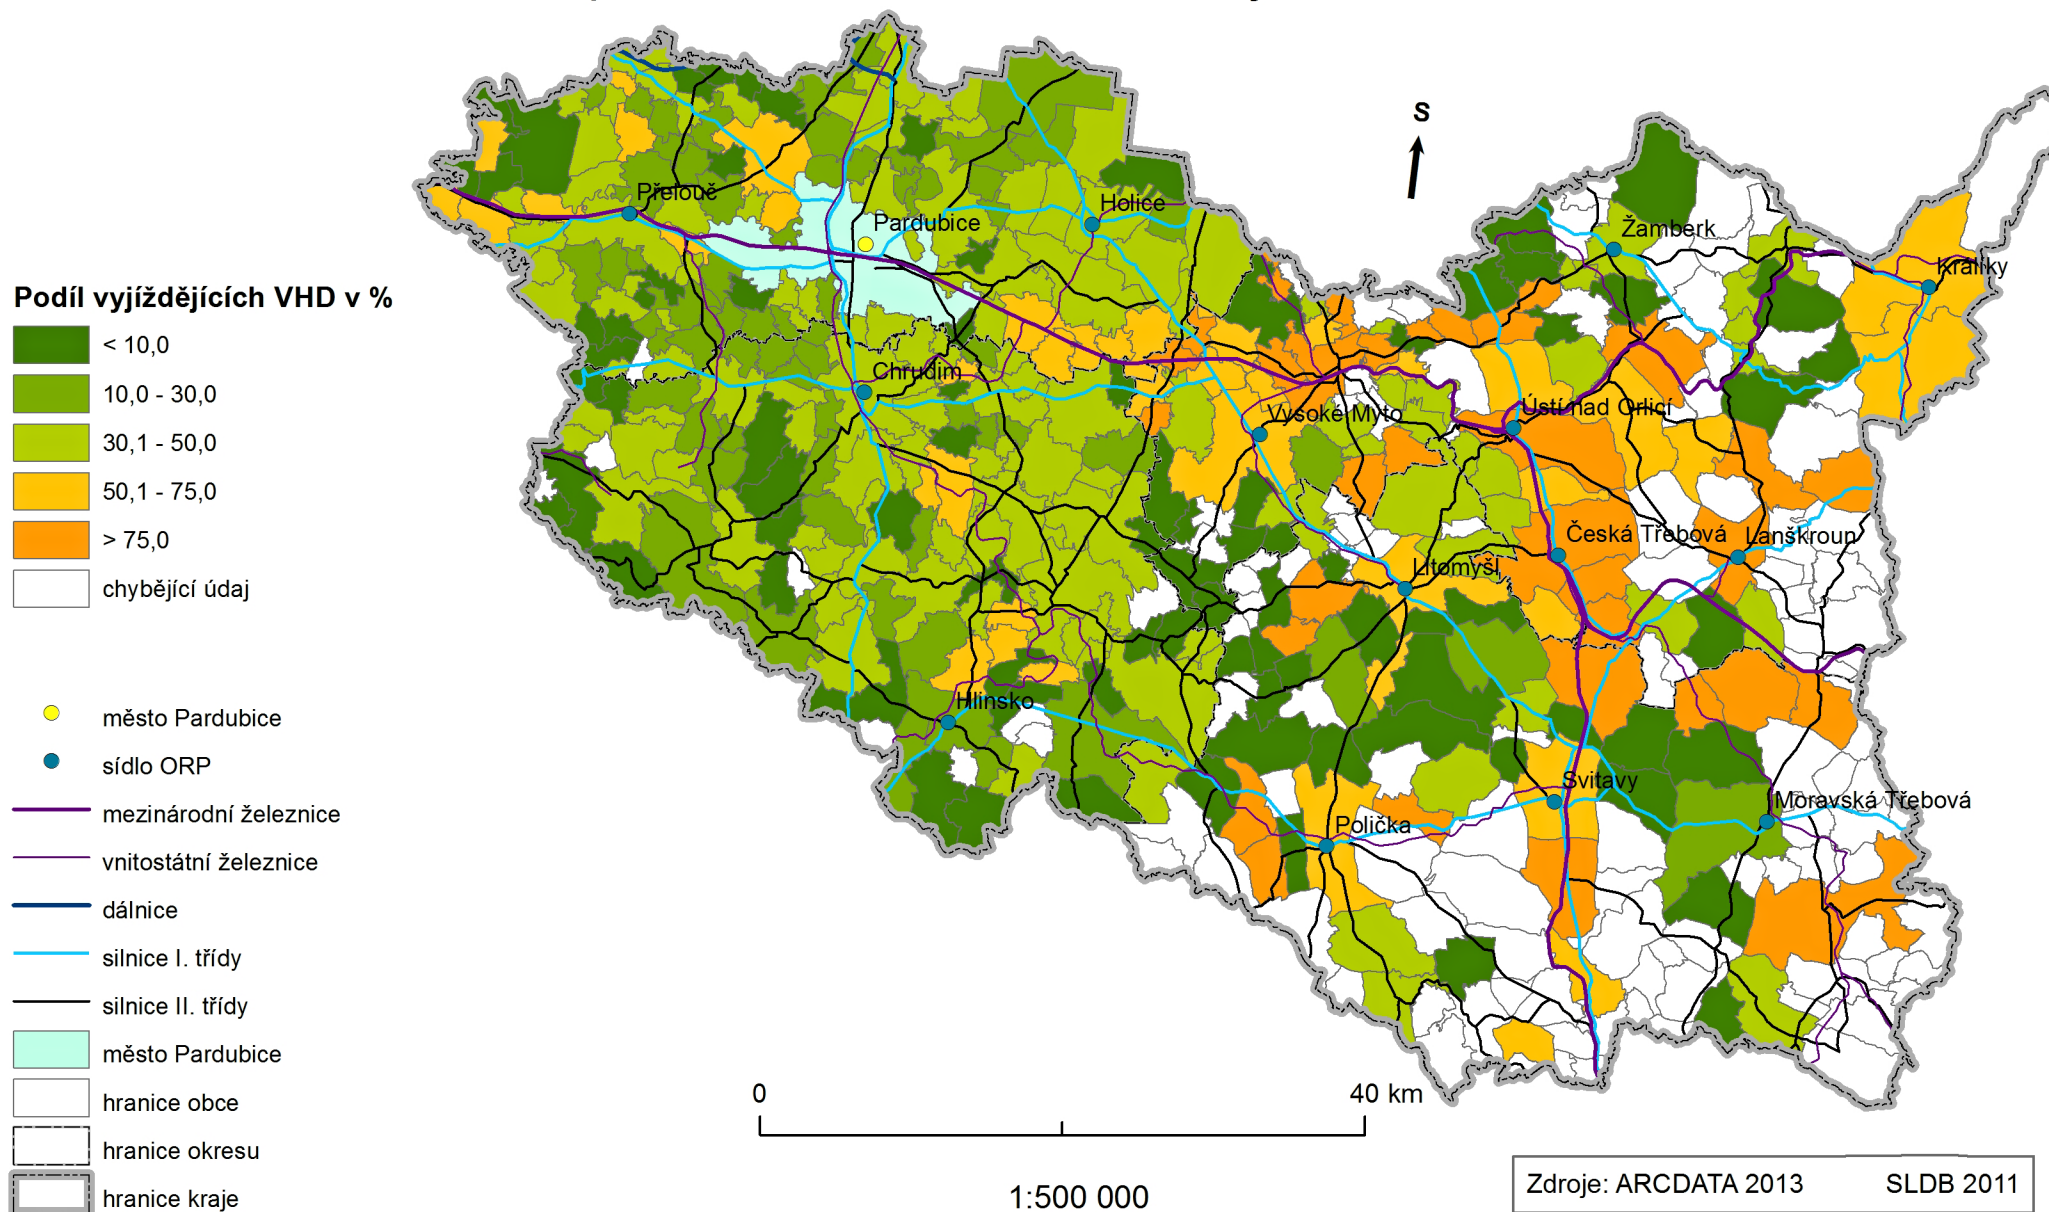 S
Přelouč
Pardubice
Holice
Žamberk
Králíky
Podíl vyjíždějících VHD v %
< 10,0
10,0 - 30,0
30,1 - 50,0
50,1 - 75,0
> 75,0
chybějící údaj
Chrudim
Vysoké Mýto
Ústí nad Orlicí
Česká Třebová
Lanškroun
Litomyšl
Hlinsko
Svitavy
Moravská Třebová
Polička
město Pardubice
sídlo ORP
mezinárodní železnice
vnitostátní železnice
dálnice
silnice I. třídy
silnice II. třídy
město Pardubice
hranice obce
hranice okresu
hranice kraje
0
40 km
1:500 000
Zdroje: ARCDATA 2013 SLDB 2011